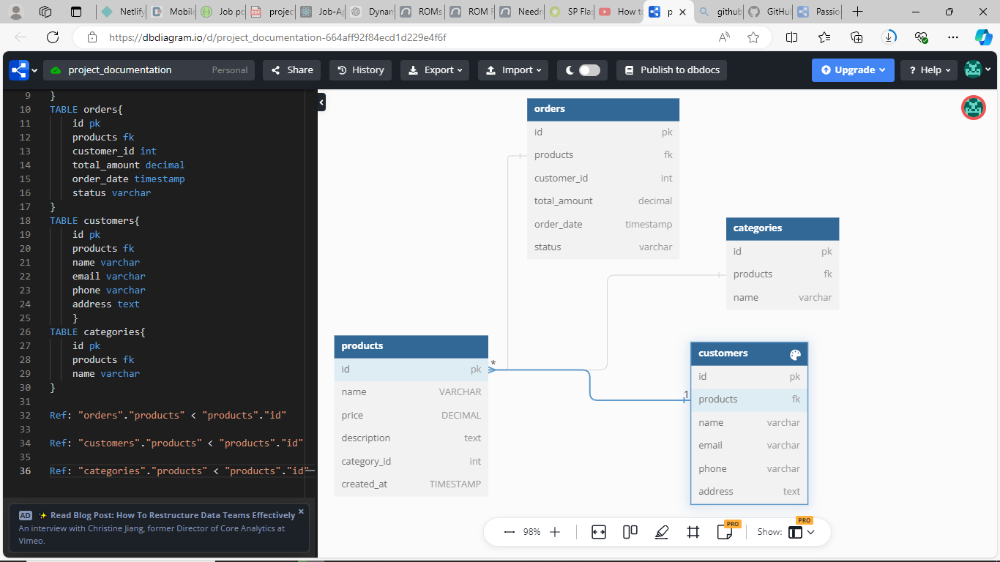 Netlify
Mobile
Job po
project
Job-Ap
Dynam
ROMs
ROM F
Needr
SP Flas
How to
p
github
GitHub
Passio
https://dbdiagram.io/d/project_documentation-664aff92f84ecd1d229e4f6f
project_documentation Personal
Share
History
Export
Import
Publish to dbdocs
Upgrade
? Help
9 }
10 TABLE orders{
11 id pk
12 products fk
13 customer_id int
14 total_amount decimal
15 order_date timestamp
16 status varchar
17 }
18 TABLE customers{
19 id pk
20 products fk
21 name varchar
22 email varchar
23 phone varchar
24 address text
25 }
26 TABLE categories{
27 id pk
28 products fk
29 name varchar
30 }
31
32 Ref: "orders"."products" < "products"."id"
33
34 Ref: "customers"."products" < "products"."id"
35
36 Ref: "categories"."products" < "products"."id"
AD ✨ Read Blog Post: How To Restructure Data Teams Effectively ×
An interview with Christine Jiang, former Director of Core Analytics at
Vimeo.
orders
id pk
products fk
customer_id int
total_amount decimal
order_date timestamp
status varchar
categories
id pk
products fk
name varchar
products
id pk
name VARCHAR
price DECIMAL
description text
category_id int
created_at TIMESTAMP
*
1
customers
id pk
products fk
name varchar
email varchar
phone varchar
address text
98%
PRO
Show:
PRO